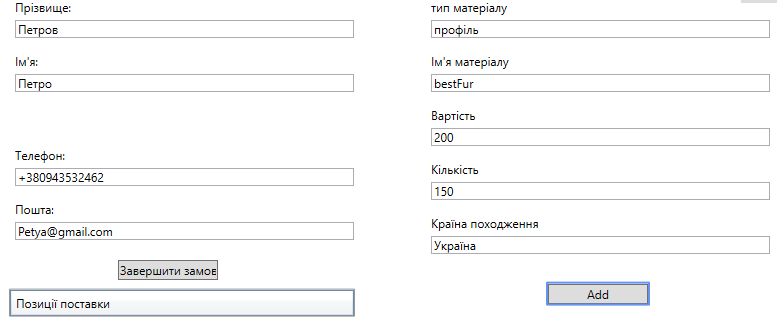 Прізвище:
Петров
Ім'я:
Петро
Телефон:
+380943532462
Пошта:
Petya@gmail.com
Завершити замов
Позиції поставки
тип матеріалу
профіль
Ім'я матеріалу
bestFur
Вартість
200
Кількість
150
Країна походження
Україна
Add